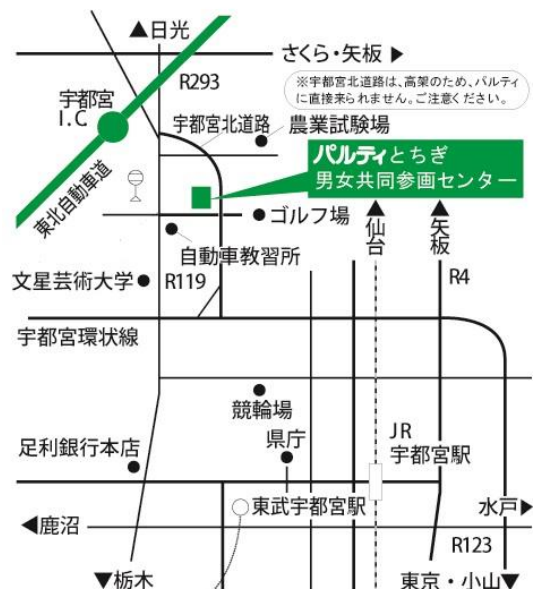 ▲日光
さくら・矢板▶
R293
※宇都宮北道路は、高架のため、パルティ
に直接来られません。ご注意ください。
宇都宮
I.C
宇都宮北道路
農業試験場
パルティとちぎ
男女共同参画センター
東北自動車道
ゴルフ場
▲仙台
▲矢板
自動車教習所
文星芸術大学
R119
R4
宇都宮環状線
競輪場
県庁
JR
宇都宮駅
足利銀行本店
東武宇都宮駅
水戸▶
◀鹿沼
R123
▼栃木
東京・小山▼